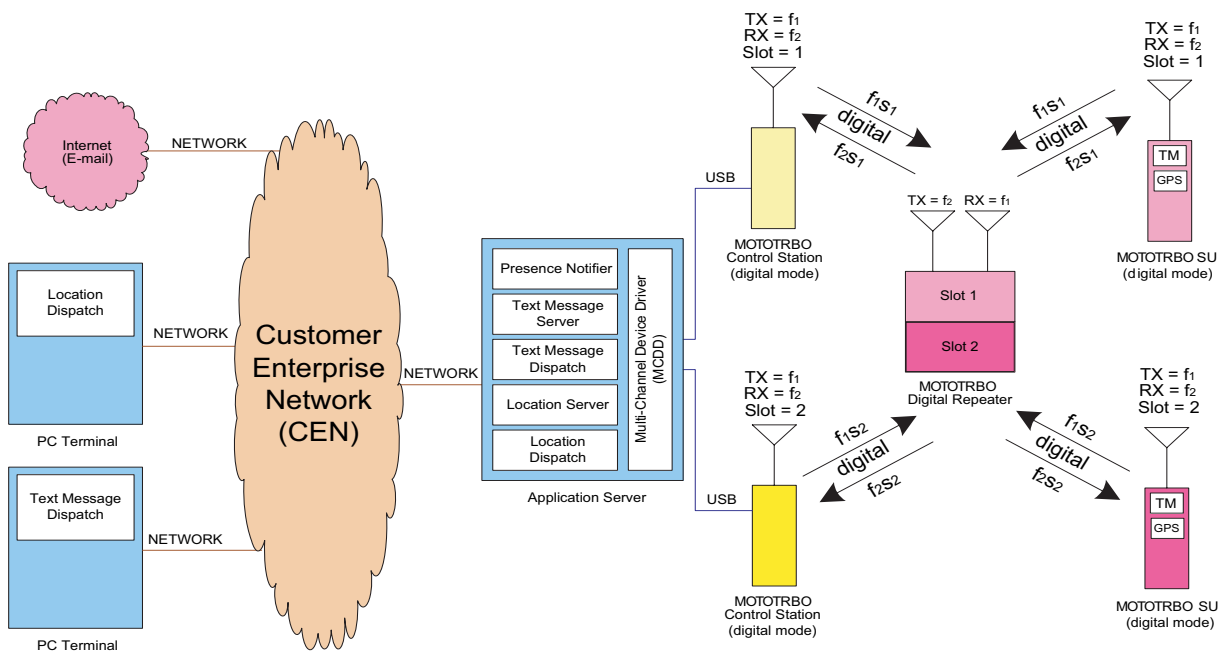 Internet
(E-mail)
NETWORK
Location
Dispatch
NETWORK
PC Terminal
Text Message
Dispatch
NETWORK
PC Terminal
Customer
Enterprise
Network
(CEN)
NETWORK
Presence Notifier
Text Message
Server
Text Message
Dispatch
Location Server
Location
Dispatch
Multi-Channel Device Driver
(MCDD)
Application Server
USB
USB
TX = f1
RX = f2
Slot = 1
MOTOTRBO
Control Station
(digital mode)
f1s1
digital
f2s1
TX = f1
RX = f2
Slot = 2
MOTOTRBO
Control Station
(digital mode)
f1s2
digital
f2s2
TX = f2
RX = f1
Slot 1
Slot 2
MOTOTRBO
Digital Repeater
f1s1
digital
f2s1
TX = f1
RX = f2
Slot = 1
TM
GPS
MOTOTRBO SU
(digital mode)
f1s2
digital
f2s2
TX = f1
RX = f2
Slot = 2
TM
GPS
MOTOTRBO SU
(digital mode)